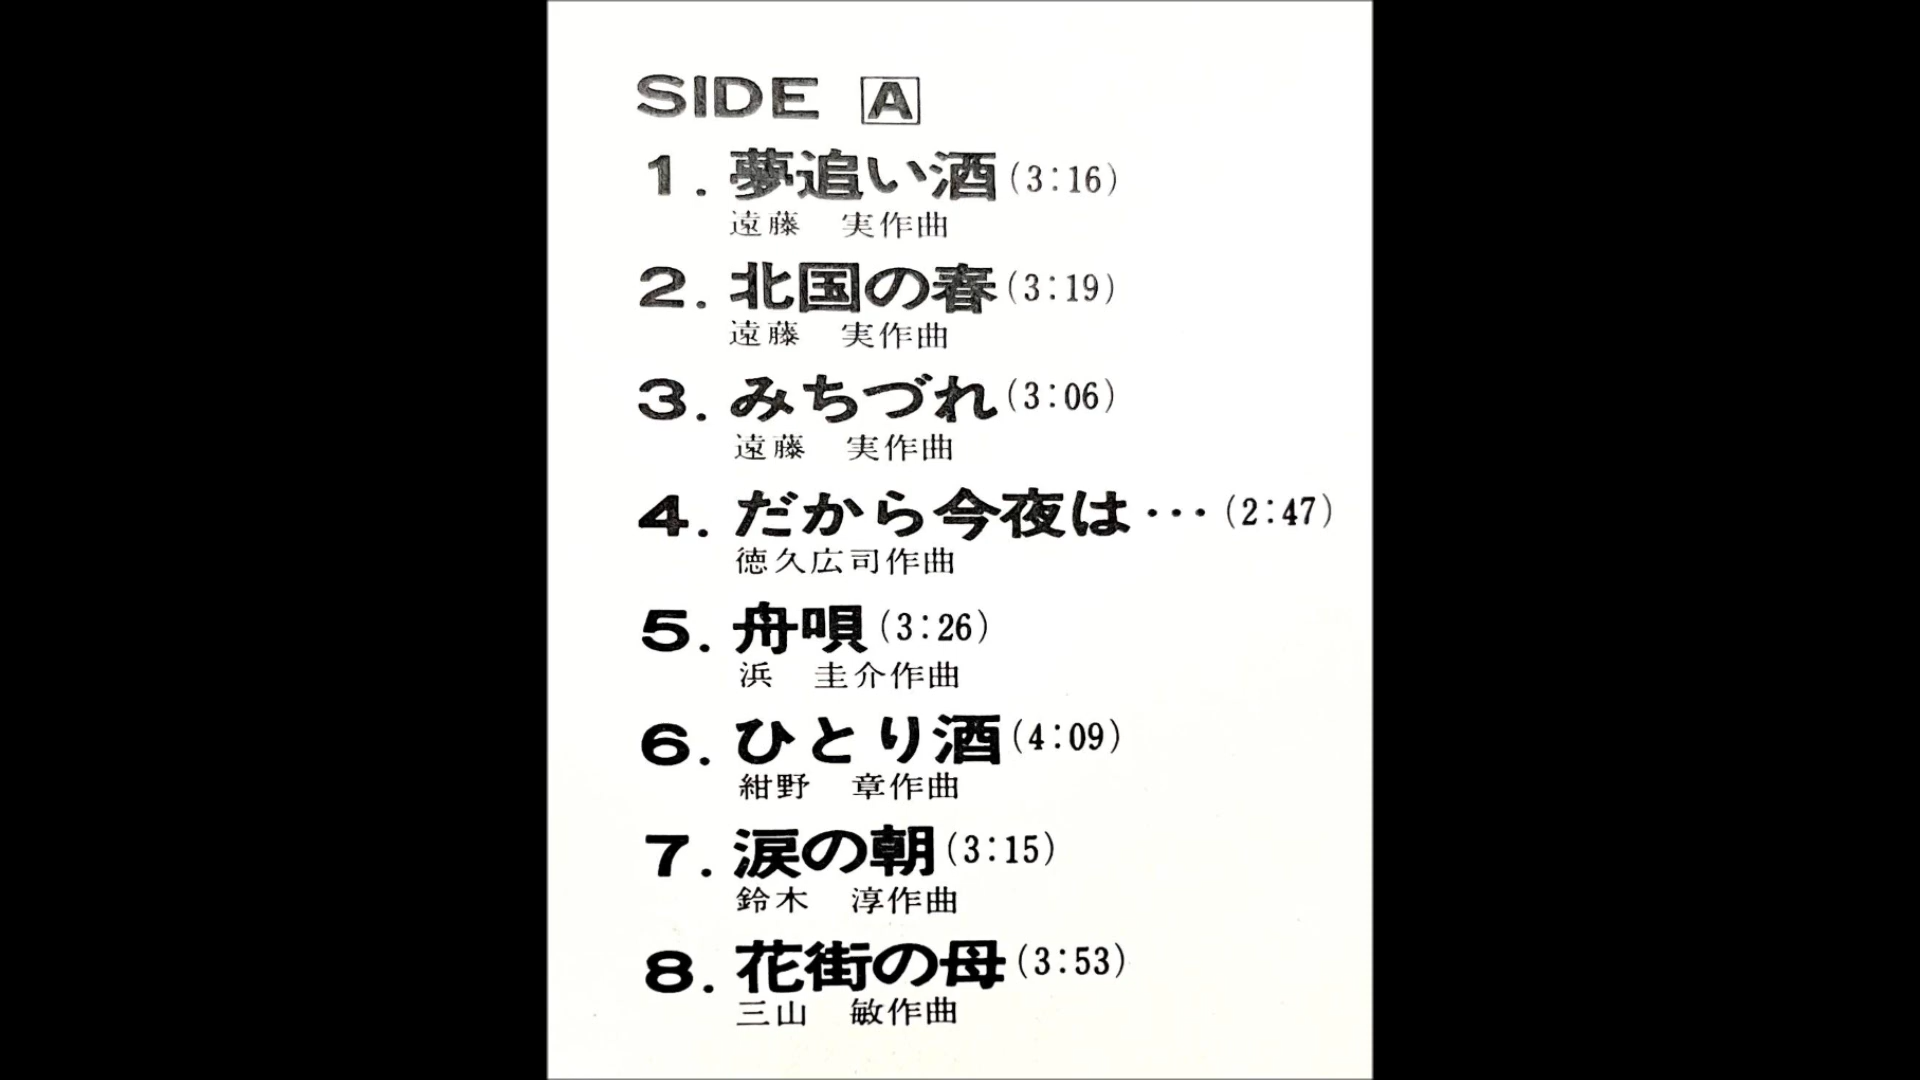 SIDE A
1. 夢追い酒(3:16)
遠藤　実作曲
2. 北国の春(3:19)
遠藤　実作曲
3. みちづれ(3:06)
遠藤　実作曲
4. だから今夜は…(2:47)
徳久広司作曲
5. 舟唄(3:26)
浜　圭介作曲
6. ひとり酒(4:09)
紺野　章作曲
7. 涙の朝(3:15)
鈴木　淳作曲
8. 花街の母(3:53)
三山　敏作曲